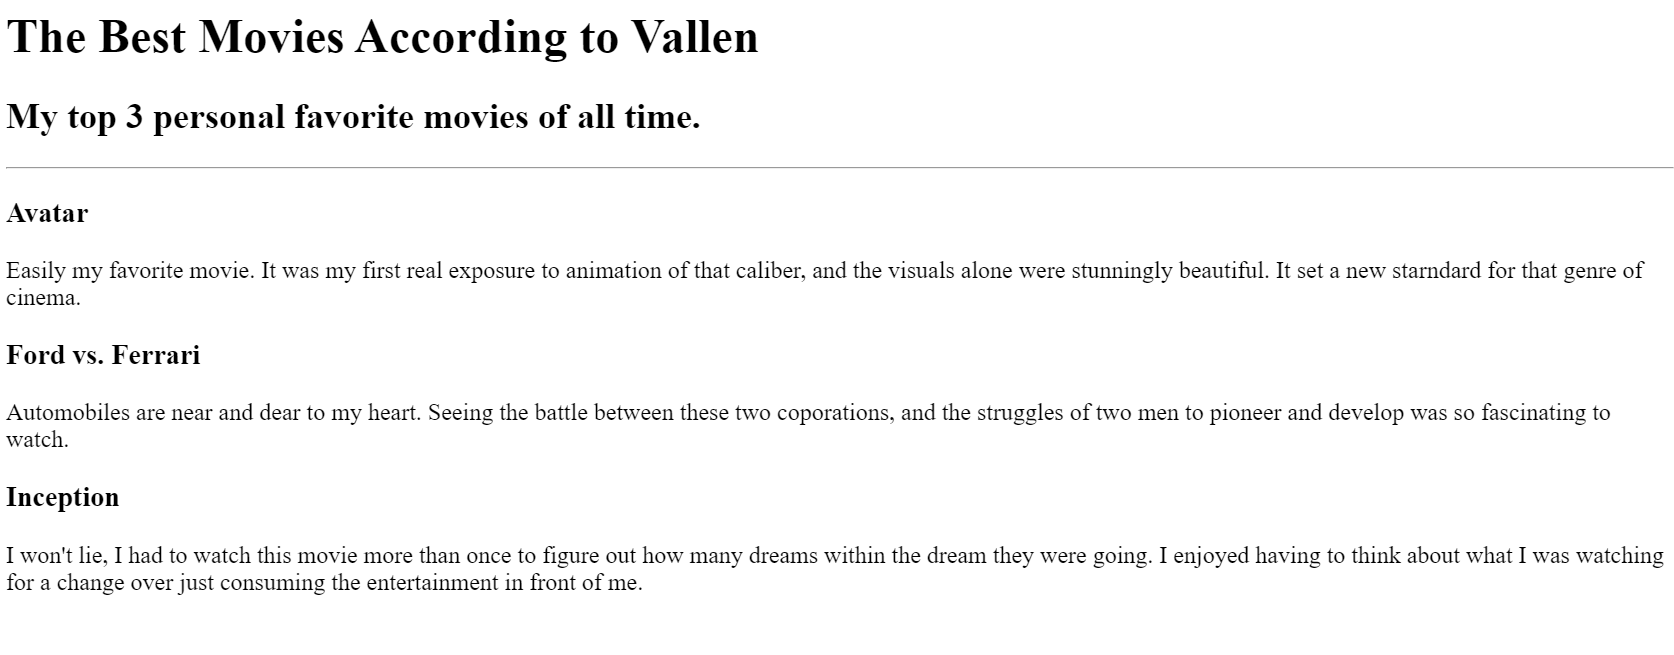 The Best Movies According to Vallen
My top 3 personal favorite movies of all time.
Avatar
Easily my favorite movie. It was my first real exposure to animation of that caliber, and the visuals alone were stunningly beautiful. It set a new starndard for that genre of
cinema.
Ford vs. Ferrari
Automobiles are near and dear to my heart. Seeing the battle between these two coporations, and the struggles of two men to pioneer and develop was so fascinating to
watch.
Inception
I won't lie, I had to watch this movie more than once to figure out how many dreams within the dream they were going. I enjoyed having to think about what I was watching
for a change over just consuming the entertainment in front of me.